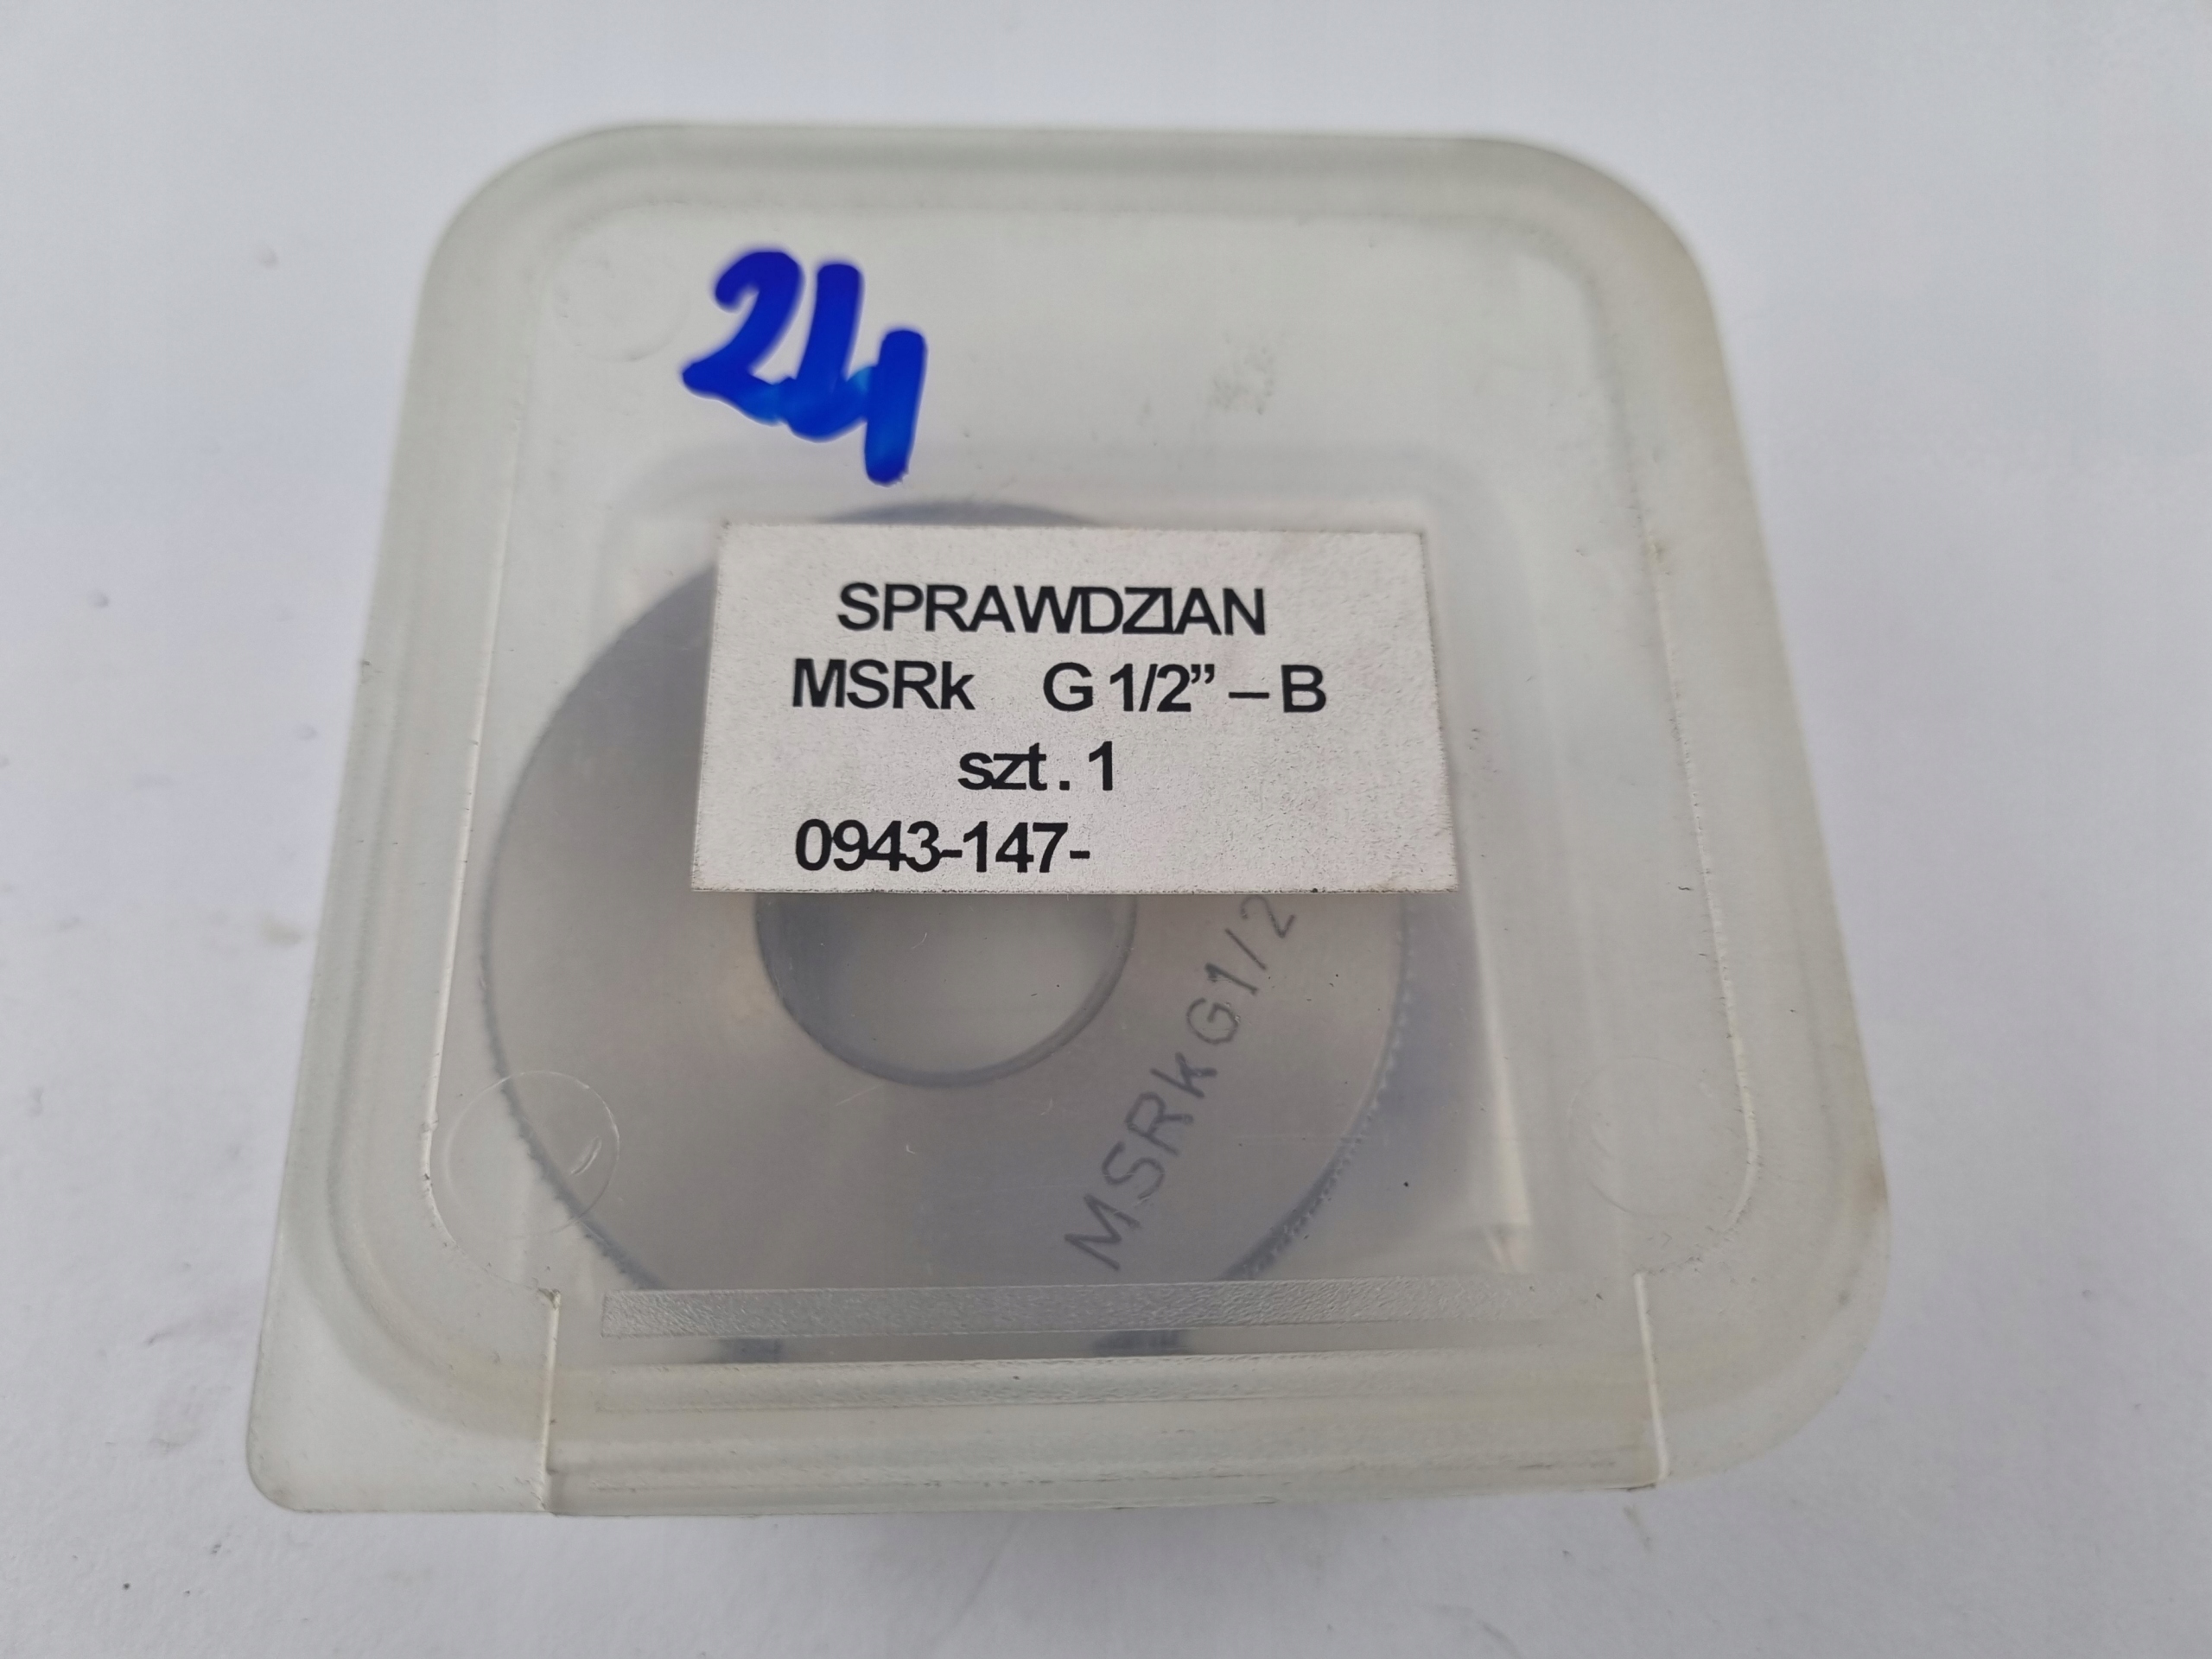 24
SPRAWDZIAN
MSRk G 1/2” – B
szt. 1
0943-147-
MSRk G1/2